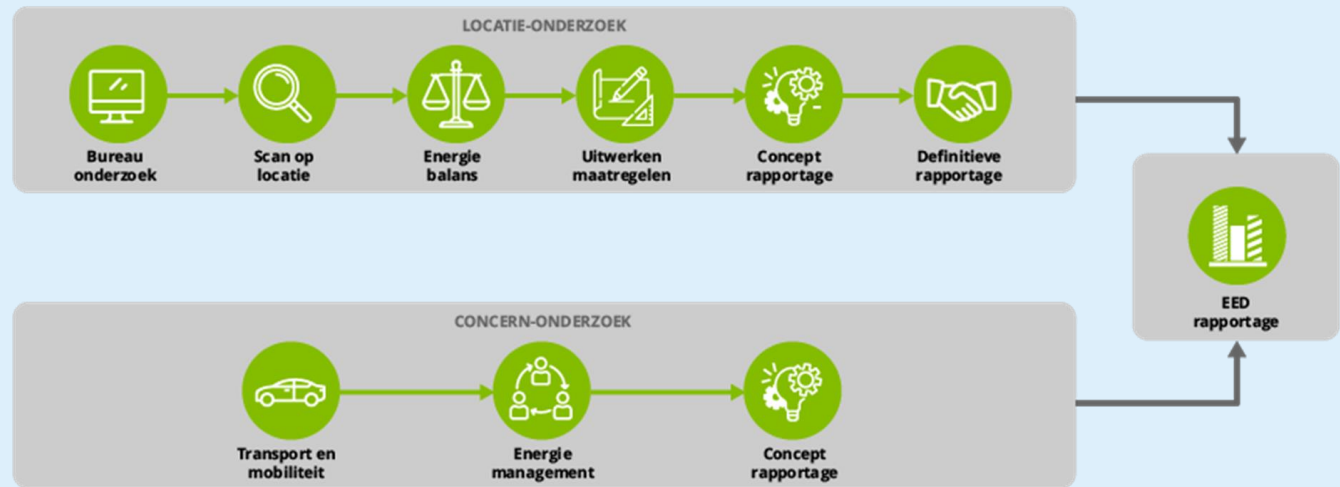 LOCATIE-ONDERZOEK
Bureau
onderzoek
Scan op
locatie
Energie
balans
Uitwerken
maatregelen
Concept
rapportage
Definitieve
rapportage
EED
rapportage
CONCERN-ONDERZOEK
Transport en
mobiliteit
Energie
management
Concept
rapportage